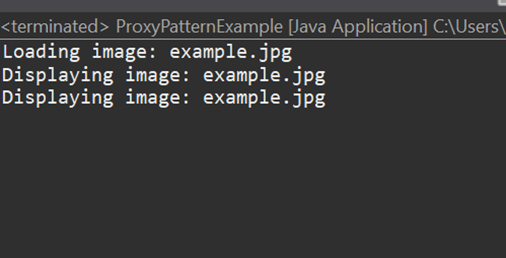 <terminated> ProxyPatternExample [Java Application] C:\Users\
Loading image: example.jpg
Displaying image: example.jpg
Displaying image: example.jpg